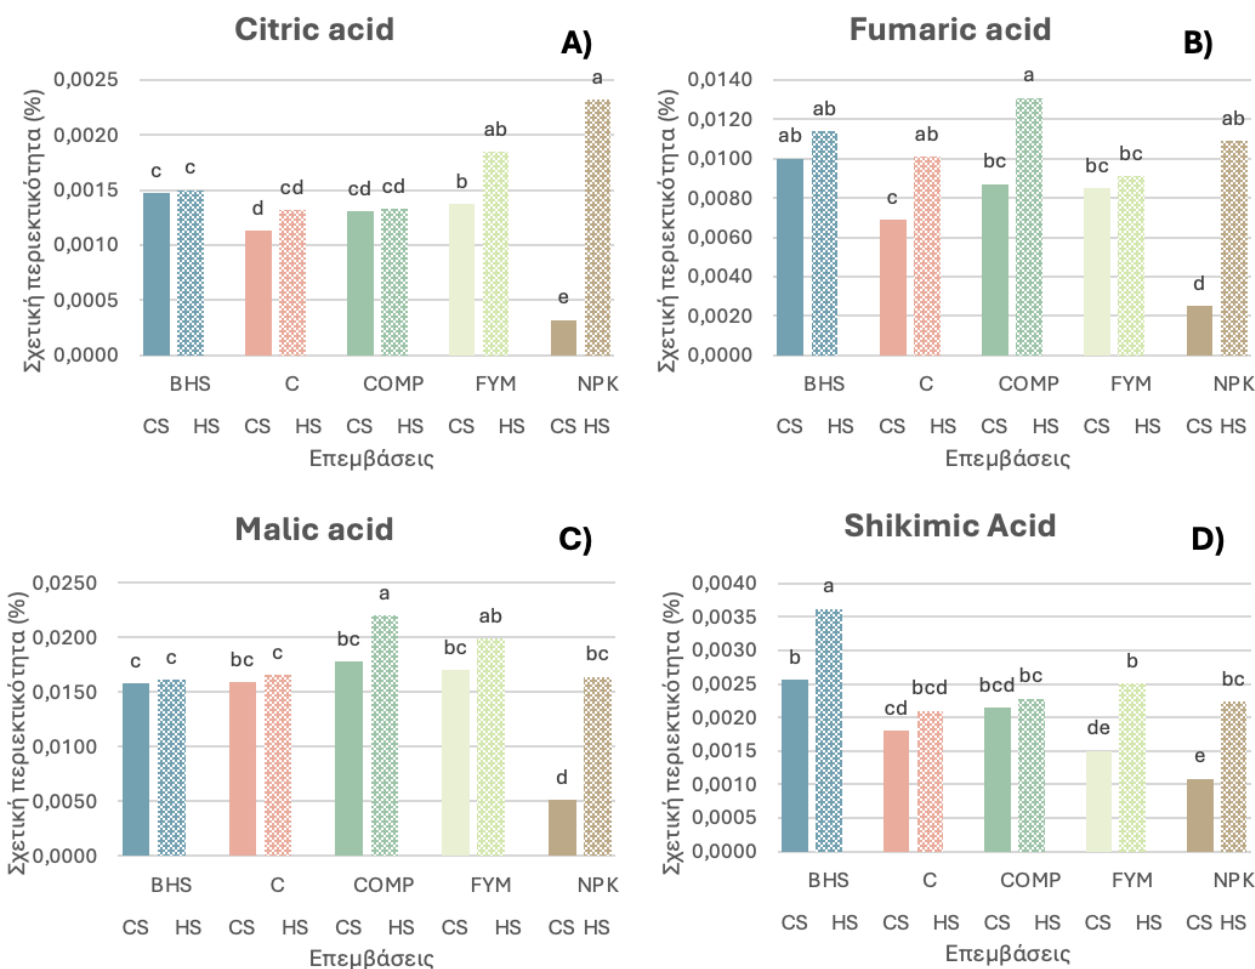 Citric acid
A)
Σχετική περιεκτικότητα (%)
0,0025
0,0020
0,0015
0,0010
0,0005
0,0000
c c d cd cd cd b ab e a
BHS C COMP FYM NPK
CS HS CS HS CS HS CS HS CS HS
Επεμβάσεις
Fumaric acid
B)
Σχετική περιεκτικότητα (%)
0,0140
0,0120
0,0100
0,0080
0,0060
0,0040
0,0020
0,0000
ab ab c ab bc a bc bc d ab
BHS C COMP FYM NPK
CS HS CS HS CS HS CS HS CS HS
Επεμβάσεις
Malic acid
C)
Σχετική περιεκτικότητα (%)
0,0250
0,0200
0,0150
0,0100
0,0050
0,0000
c c bc c bc a bc ab d bc
BHS C COMP FYM NPK
CS HS CS HS CS HS CS HS CS HS
Επεμβάσεις
Shikimic Acid
D)
Σχετική περιεκτικότητα (%)
0,0040
0,0035
0,0030
0,0025
0,0020
0,0015
0,0010
0,0005
0,0000
b a cd bcd bcd bc de b e bc
BHS C COMP FYM NPK
CS HS CS HS CS HS CS HS CS HS
Επεμβάσεις